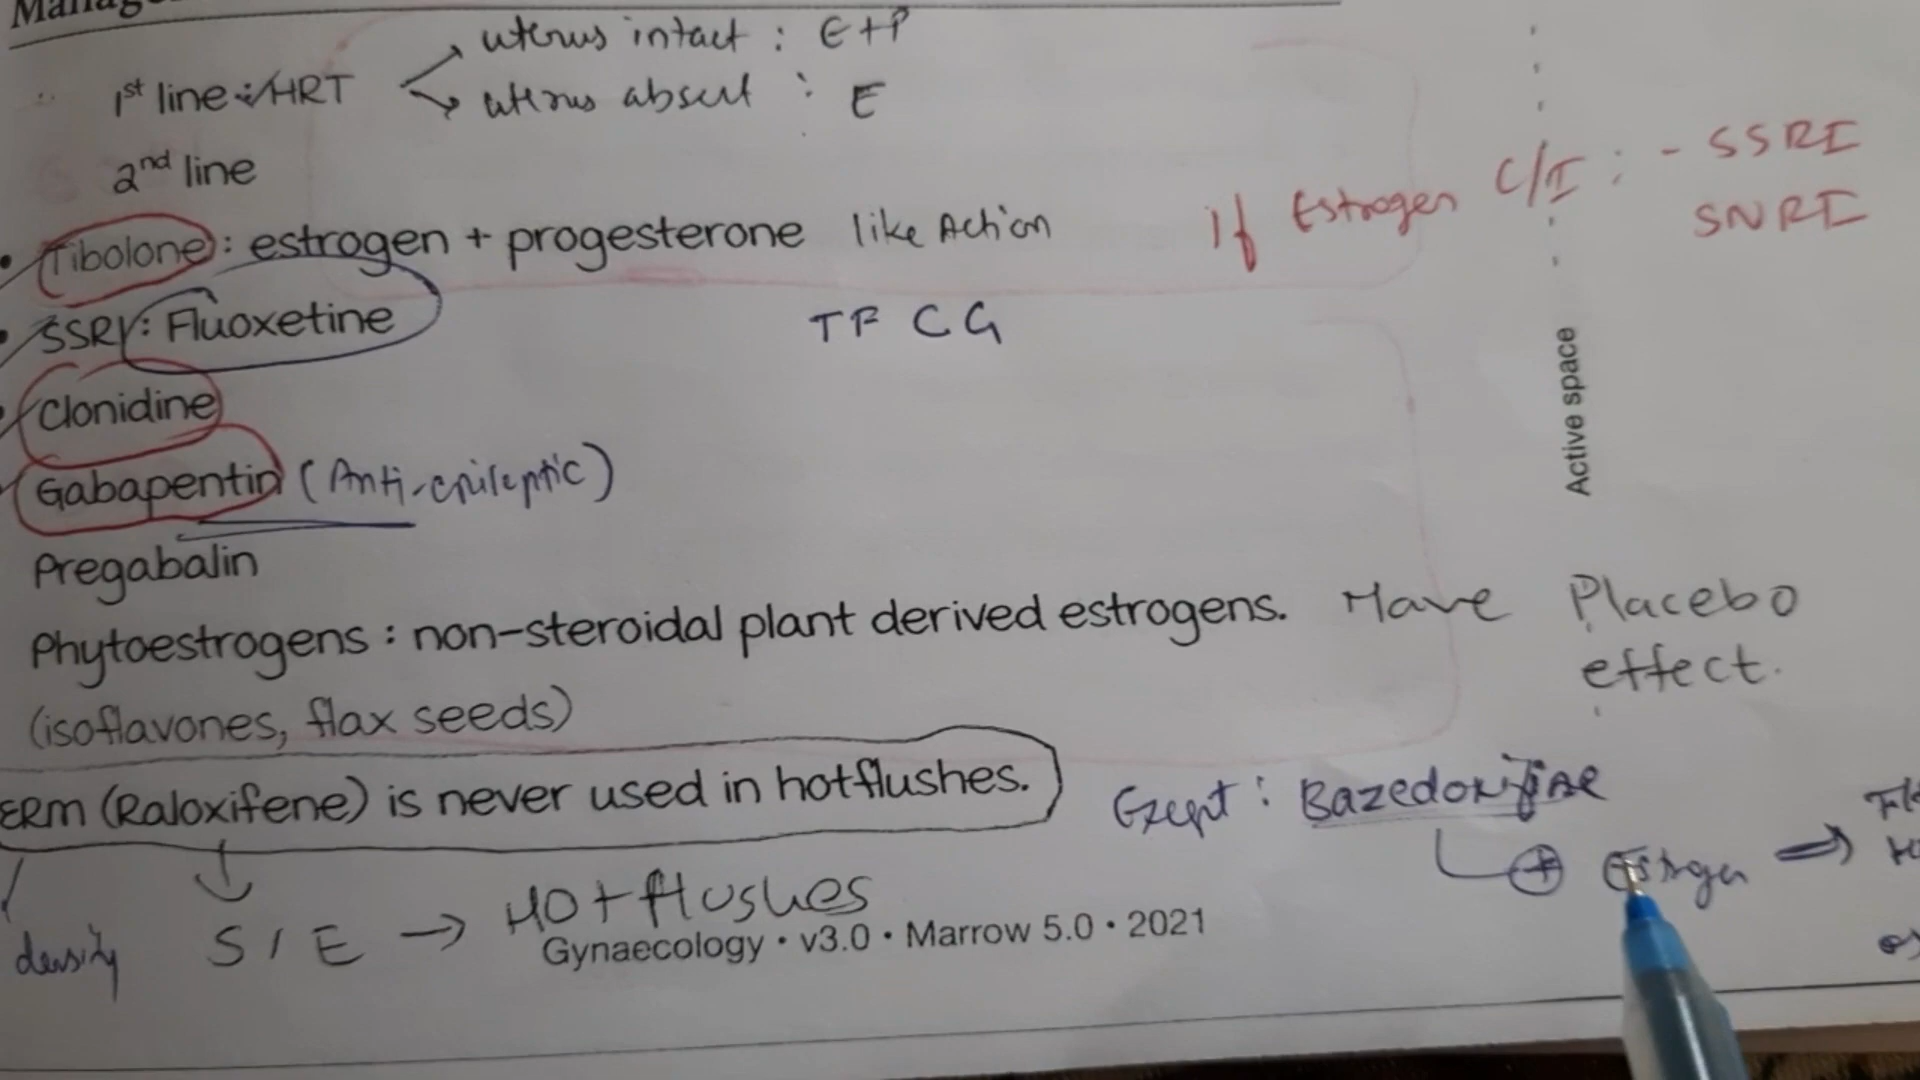 Manag
uterus intact : E+P
1st line : HRT
uterus absent : E
2nd line
Tibolone : estrogen + progesterone like Action
If Estrogen C/I : - SSRI
SNRI
SSRI : Fluoxetine
TF CG
Clonidine
Gabapentin (Anti-epileptic)
Active space
Pregabalin
Phytoestrogens : non-steroidal plant derived estrogens. Have Placebo effect.
(isoflavones, flax seeds)
ERM (Raloxifene) is never used in hotflushes.
Except : Bazedoxifine
+ Estrogen →
density
S/E → Hot flushes
Gynaecology • v3.0 • Marrow 5.0 • 2021